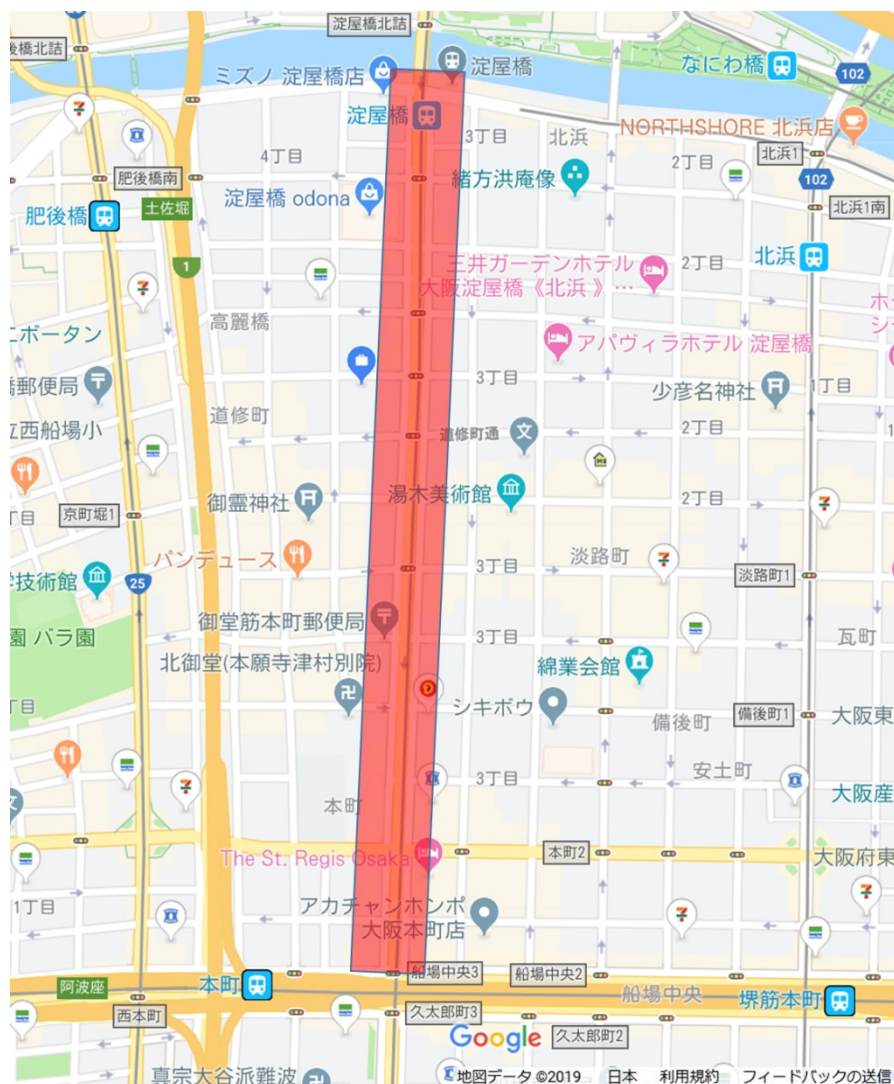 淀屋橋北詰
後橋北詰
ミズノ 淀屋橋店
淀屋橋
なにわ橋
102
淀屋橋
3丁目
北浜
NORTHSHORE 北浜店
4丁目
2丁目
北浜1
肥後橋南
緒方洪庵像
102
淀屋橋 odona
土佐堀
肥後橋
北浜1南
1
三井ガーデンホテル
大阪淀屋橋《北浜 》…
2丁目
北浜
高麗橋
ニボータン
アパヴィラホテル 淀屋橋
橋郵便局
3丁目
少彦名神社
1丁目
道修町
立西船場小
道修町通
2丁目
湯木美術館
御霊神社
2丁目
京町堀1
パンデュース
淡路町
3丁目
学技術館
25
淡路町1
御堂筋本町郵便局
3丁目
瓦町
園 バラ園
北御堂(本願寺津村別院)
綿業会館
シキボウ
備後町
備後町1
大阪東
3丁目
安土町
大阪産
本町
The St. Regis Osaka
本町2
大阪府東
1丁目
アカチャンホンポ
大阪本町店
本町
船場中央3
船場中央2
阿波座
船場中央
堺筋本町
西本町
久太郎町3
Google
久太郎町2
真宗大谷派難波
地図データ ©2019
日本
利用規約
フィードバックの送信